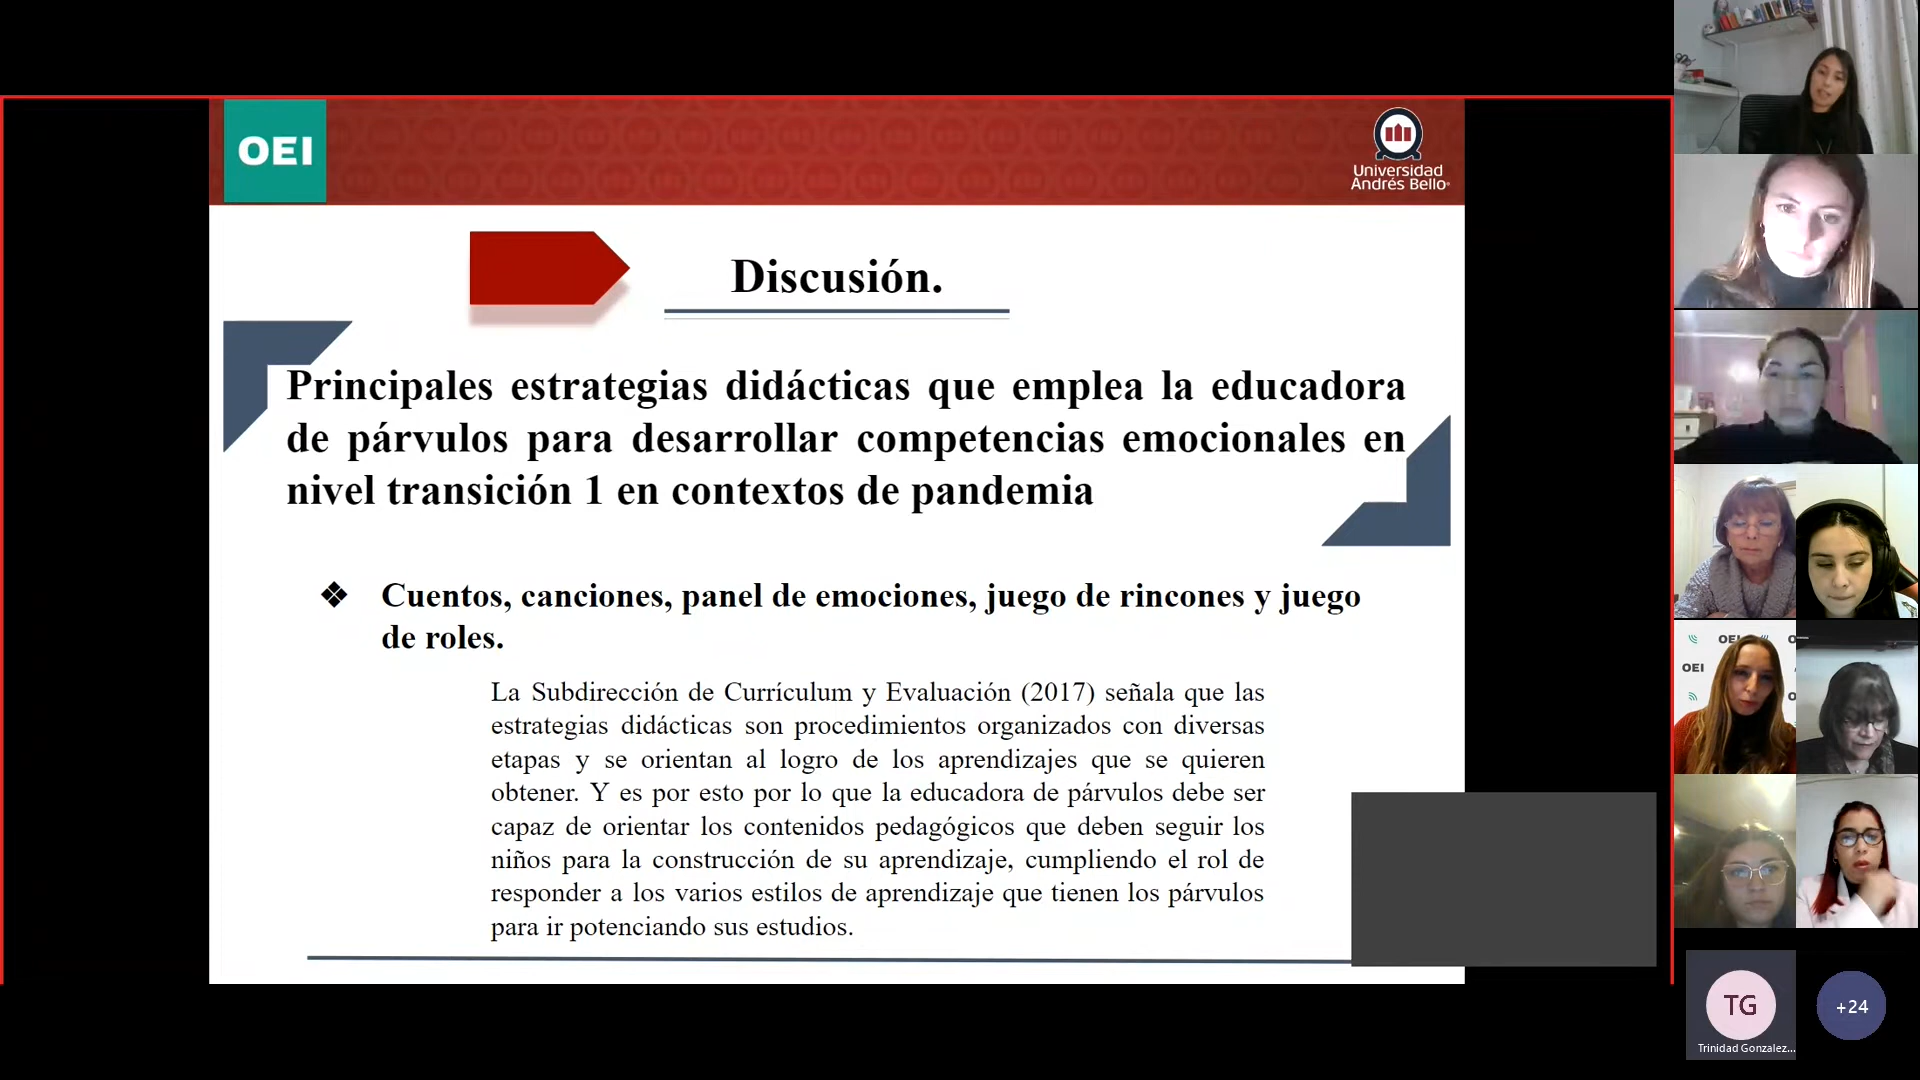 OEI
Universidad
Andrés Bello
Discusión.
Principales estrategias didácticas que emplea la educadora
de párvulos para desarrollar competencias emocionales en
nivel transición 1 en contextos de pandemia
❖ Cuentos, canciones, panel de emociones, juego de rincones y juego
de roles.
La Subdirección de Currículum y Evaluación (2017) señala que las
estrategias didácticas son procedimientos organizados con diversas
etapas y se orientan al logro de los aprendizajes que se quieren
obtener. Y es por esto por lo que la educadora de párvulos debe ser
capaz de orientar los contenidos pedagógicos que deben seguir los
niños para la construcción de su aprendizaje, cumpliendo el rol de
responder a los varios estilos de aprendizaje que tienen los párvulos
para ir potenciando sus estudios.
OEI
OEI
TG
Trinidad Gonzalez...
+24